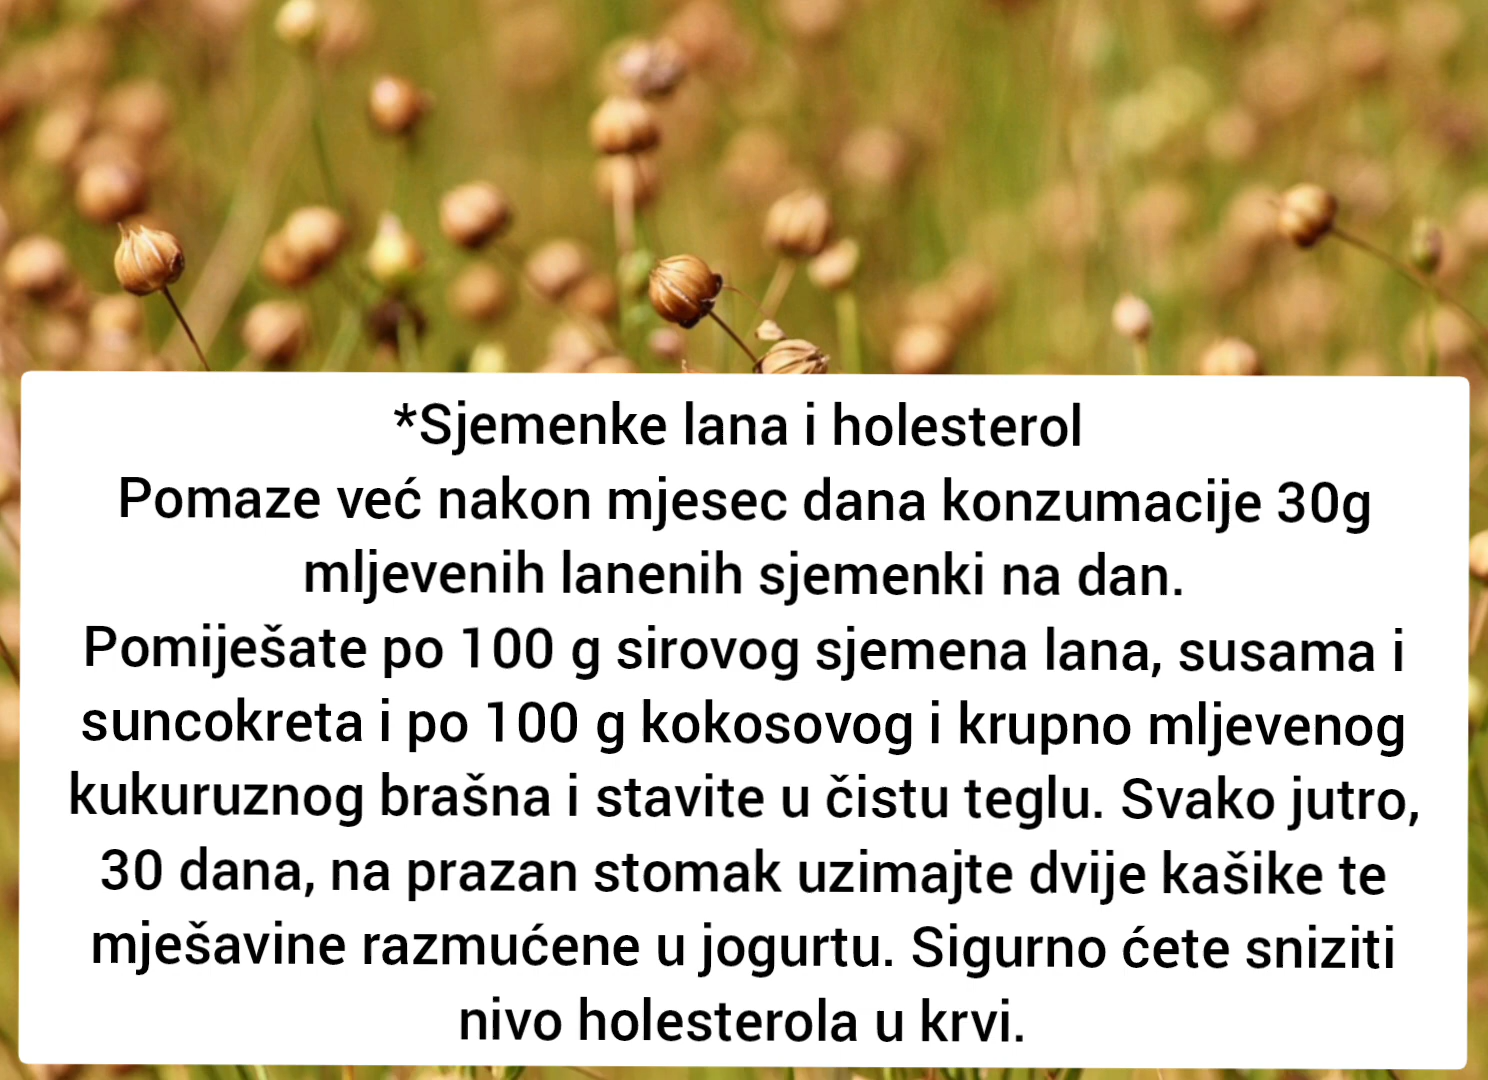 *Sjemenke lana i holesterol
Pomaze već nakon mjesec dana konzumacije 30g
mljevenih lanenih sjemenki na dan.
Pomiješate po 100 g sirovog sjemena lana, susama i
suncokreta i po 100 g kokosovog i krupno mljevenog
kukuruznog brašna i stavite u čistu teglu. Svako jutro,
30 dana, na prazan stomak uzimajte dvije kašike te
mješavine razmućene u jogurtu. Sigurno ćete sniziti
nivo holesterola u krvi.